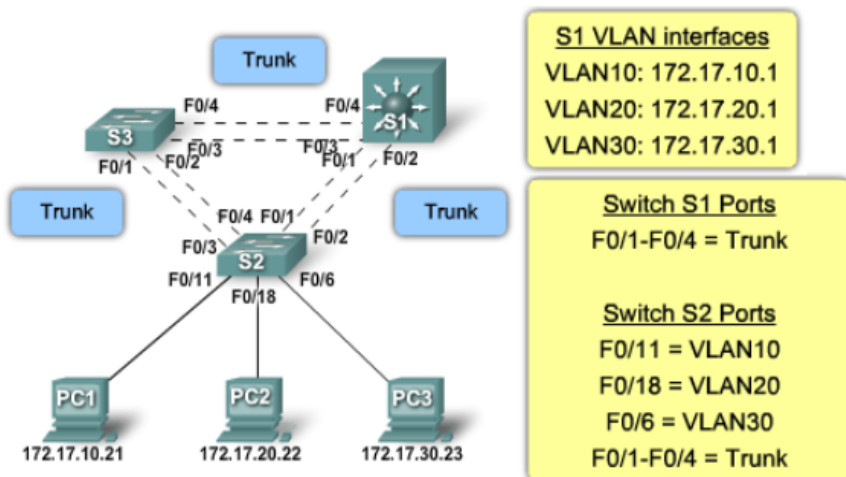 Trunk
F0/4
F0/4
S3
S1
F0/3
F0/3
F0/1
F0/2
F0/1
F0/2
Trunk
Trunk
F0/4
F0/1
F0/3
F0/2
S2
F0/11
F0/18
F0/6
PC1
PC2
PC3
172.17.10.21
172.17.20.22
172.17.30.23
S1 VLAN interfaces
VLAN10: 172.17.10.1
VLAN20: 172.17.20.1
VLAN30: 172.17.30.1
Switch S1 Ports
F0/1-F0/4 = Trunk
Switch S2 Ports
F0/11 = VLAN10
F0/18 = VLAN20
F0/6 = VLAN30
F0/1-F0/4 = Trunk